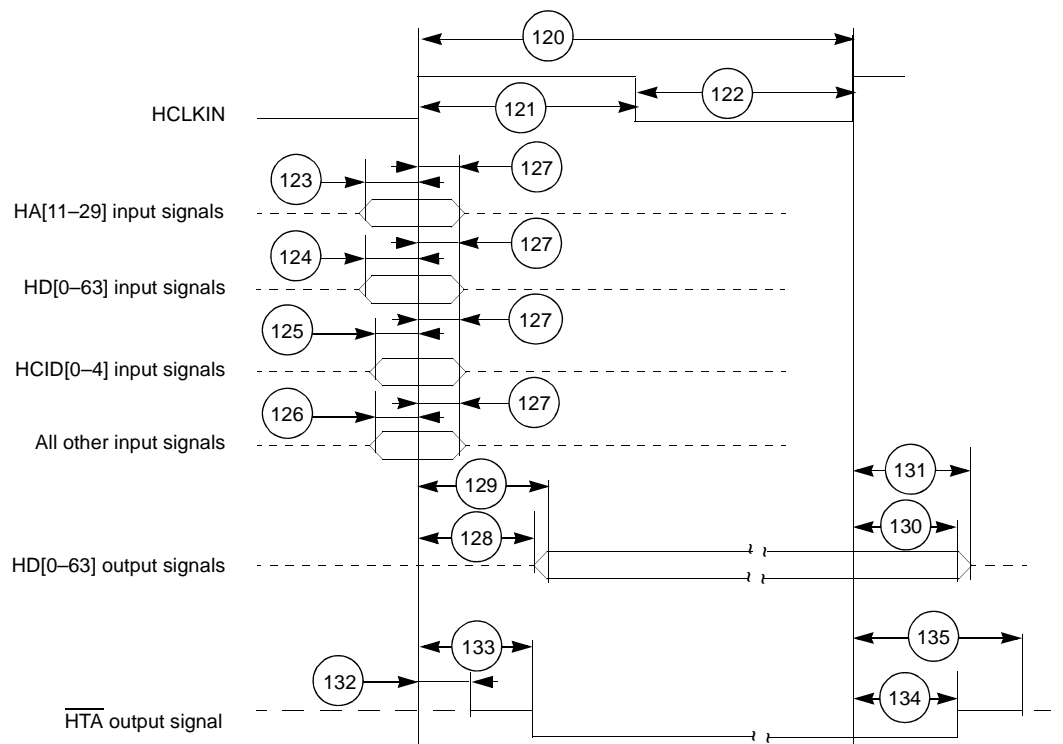 120
121
122
HCLKIN
123
127
HA[11–29] input signals
124
127
HD[0–63] input signals
125
127
HCID[0–4] input signals
126
127
All other input signals
129
131
128
130
HD[0–63] output signals
133
135
132
134
HTA output signal